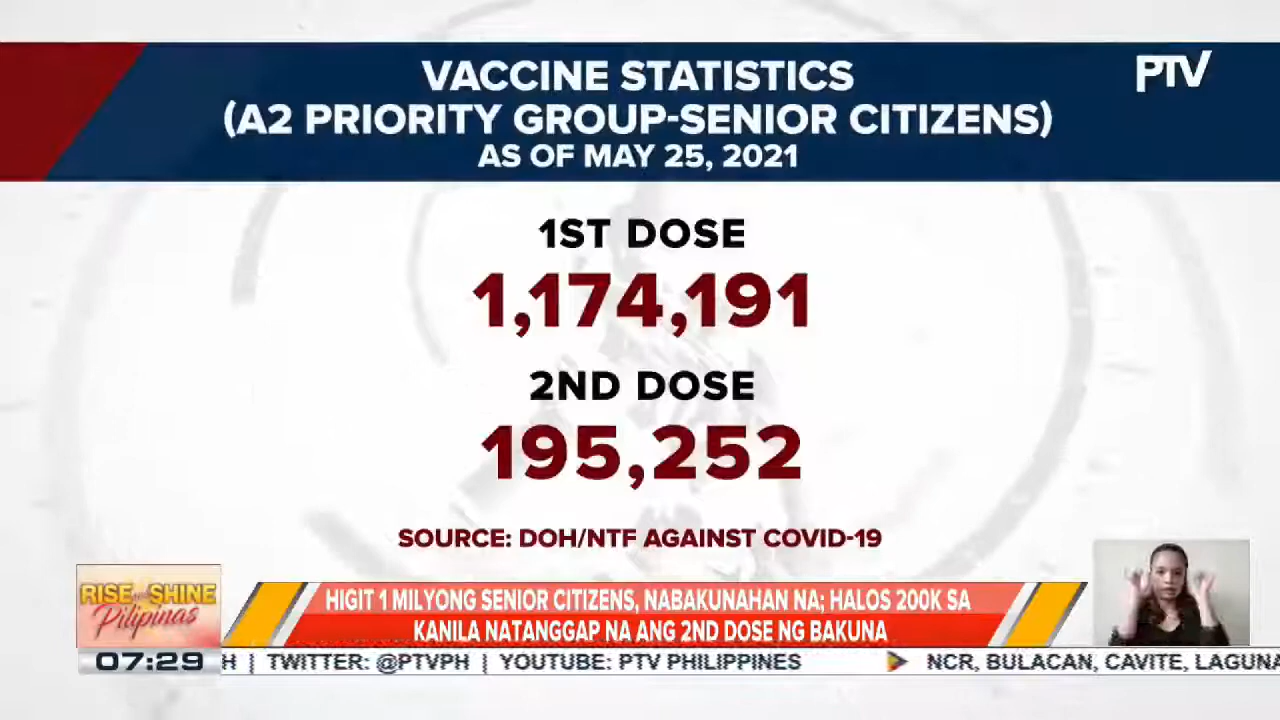 VACCINE STATISTICS
PTV
(A2 PRIORITY GROUP-SENIOR CITIZENS)
AS OF MAY 25, 2021
1ST DOSE
1,174,191
2ND DOSE
195,252
SOURCE: DOH/NTF AGAINST COVID-19
RISE and SHINE
Pilipinas
HIGIT 1 MILYONG SENIOR CITIZENS, NABAKUNAHAN NA; HALOS 200K SA
KANILA NATANGGAP NA ANG 2ND DOSE NG BAKUNA
07:29
H | TWITTER: @PTVPH | YOUTUBE: PTV PHILIPPINES NCR, BULACAN, CAVITE, LAGUNA